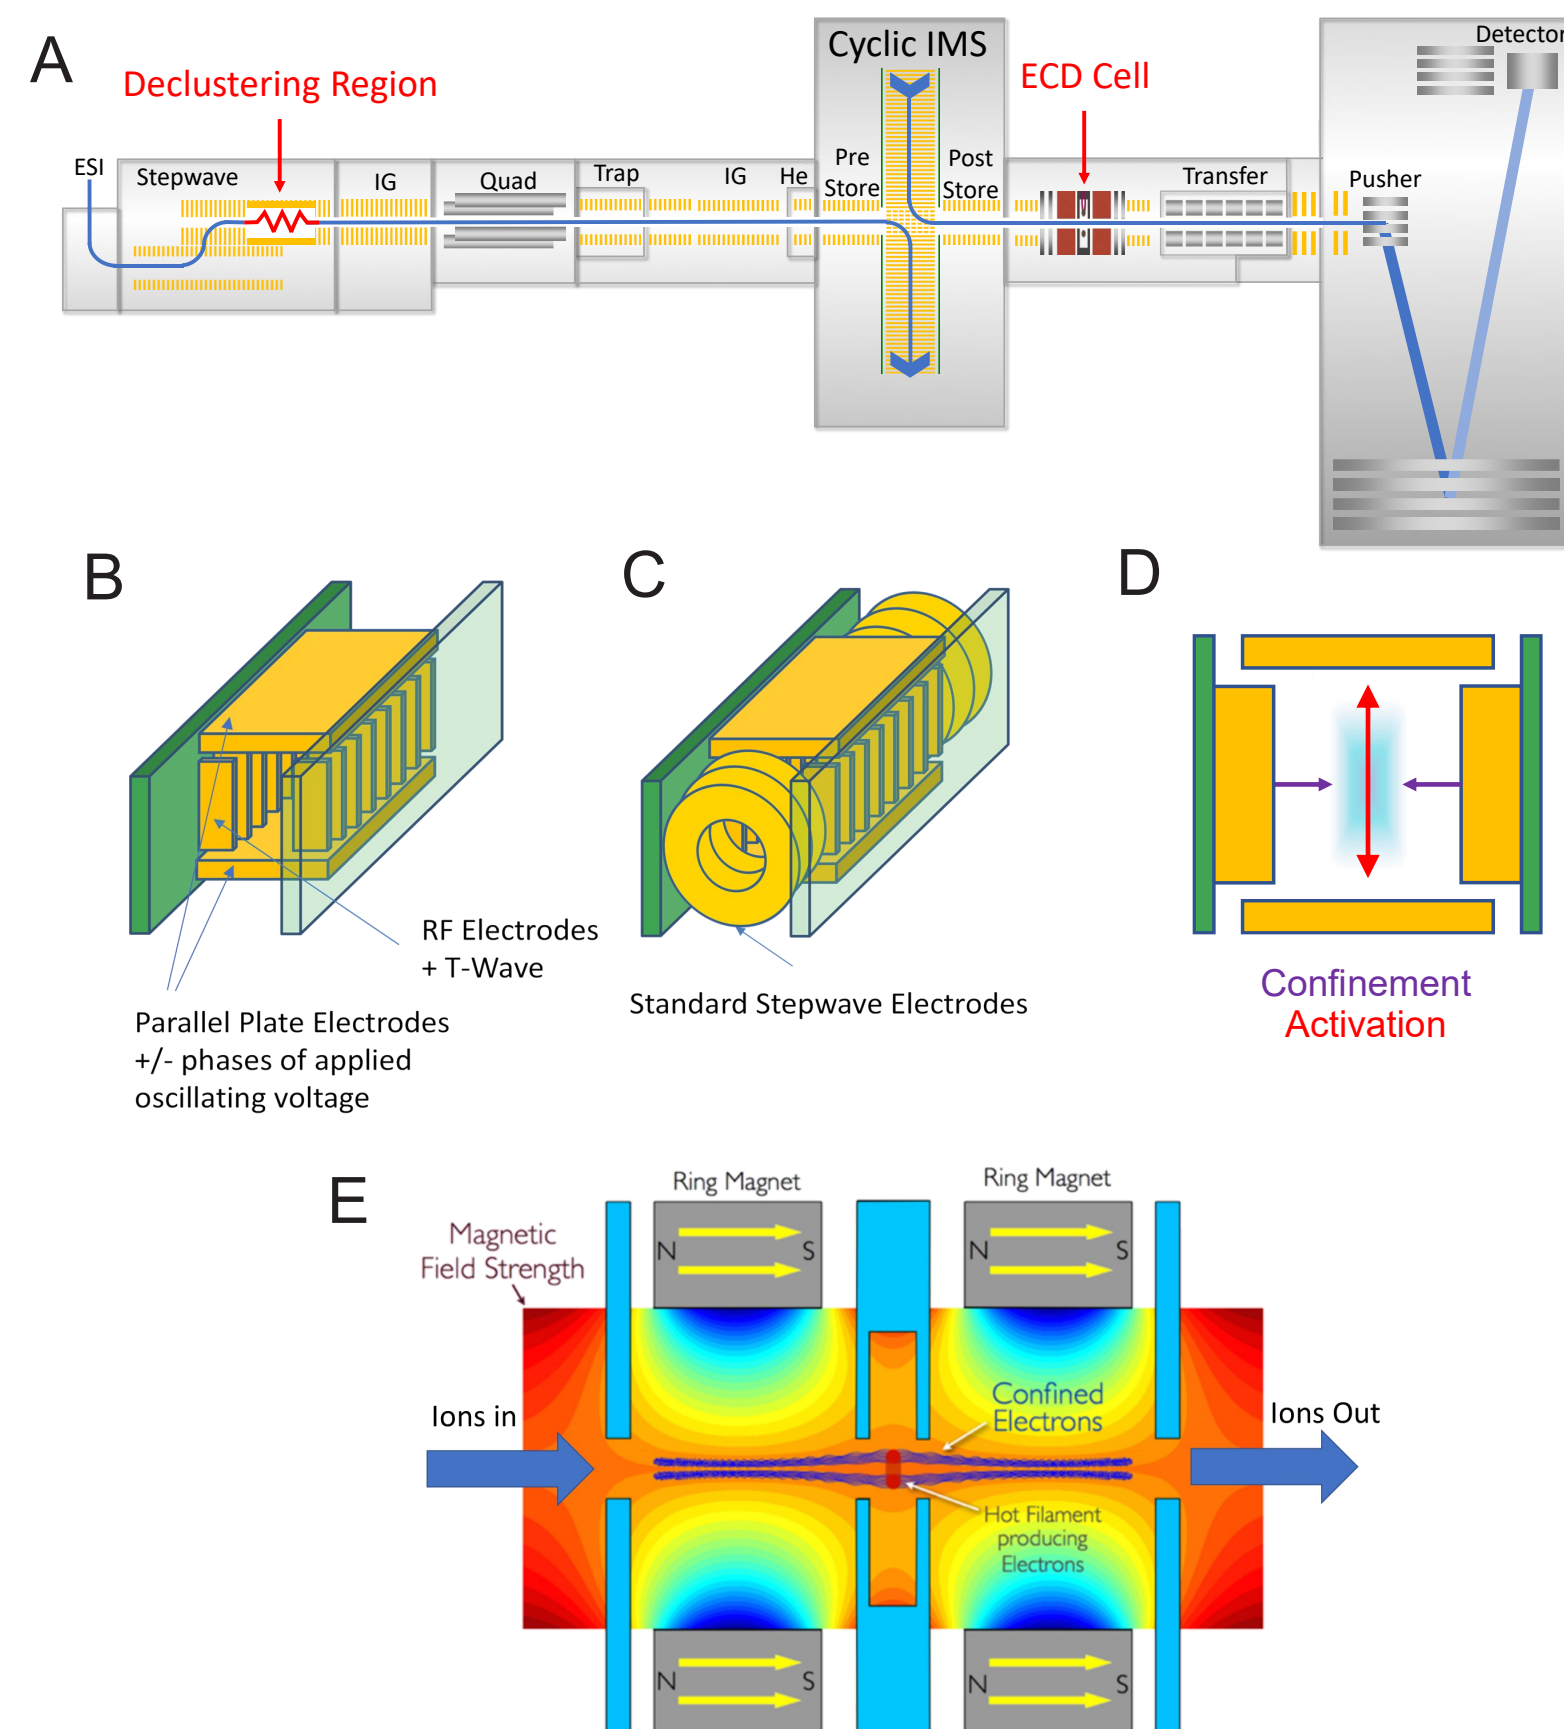 A
Declustering Region
Cyclic IMS
ECD Cell
Detector
ESI
Stepwave
IG
Quad
Trap
IG
He
Pre
Store
Post
Store
Transfer
Pusher
B
C
D
RF Electrodes
+ T-Wave
Parallel Plate Electrodes
+/- phases of applied
oscillating voltage
Standard Stepwave Electrodes
Confinement
Activation
E
Ring Magnet
Ring Magnet
Magnetic
Field Strength
N
S
N
S
Ions in
Confined
Electrons
Ions Out
Hot Filament
producing
Electrons
N
S
N
S